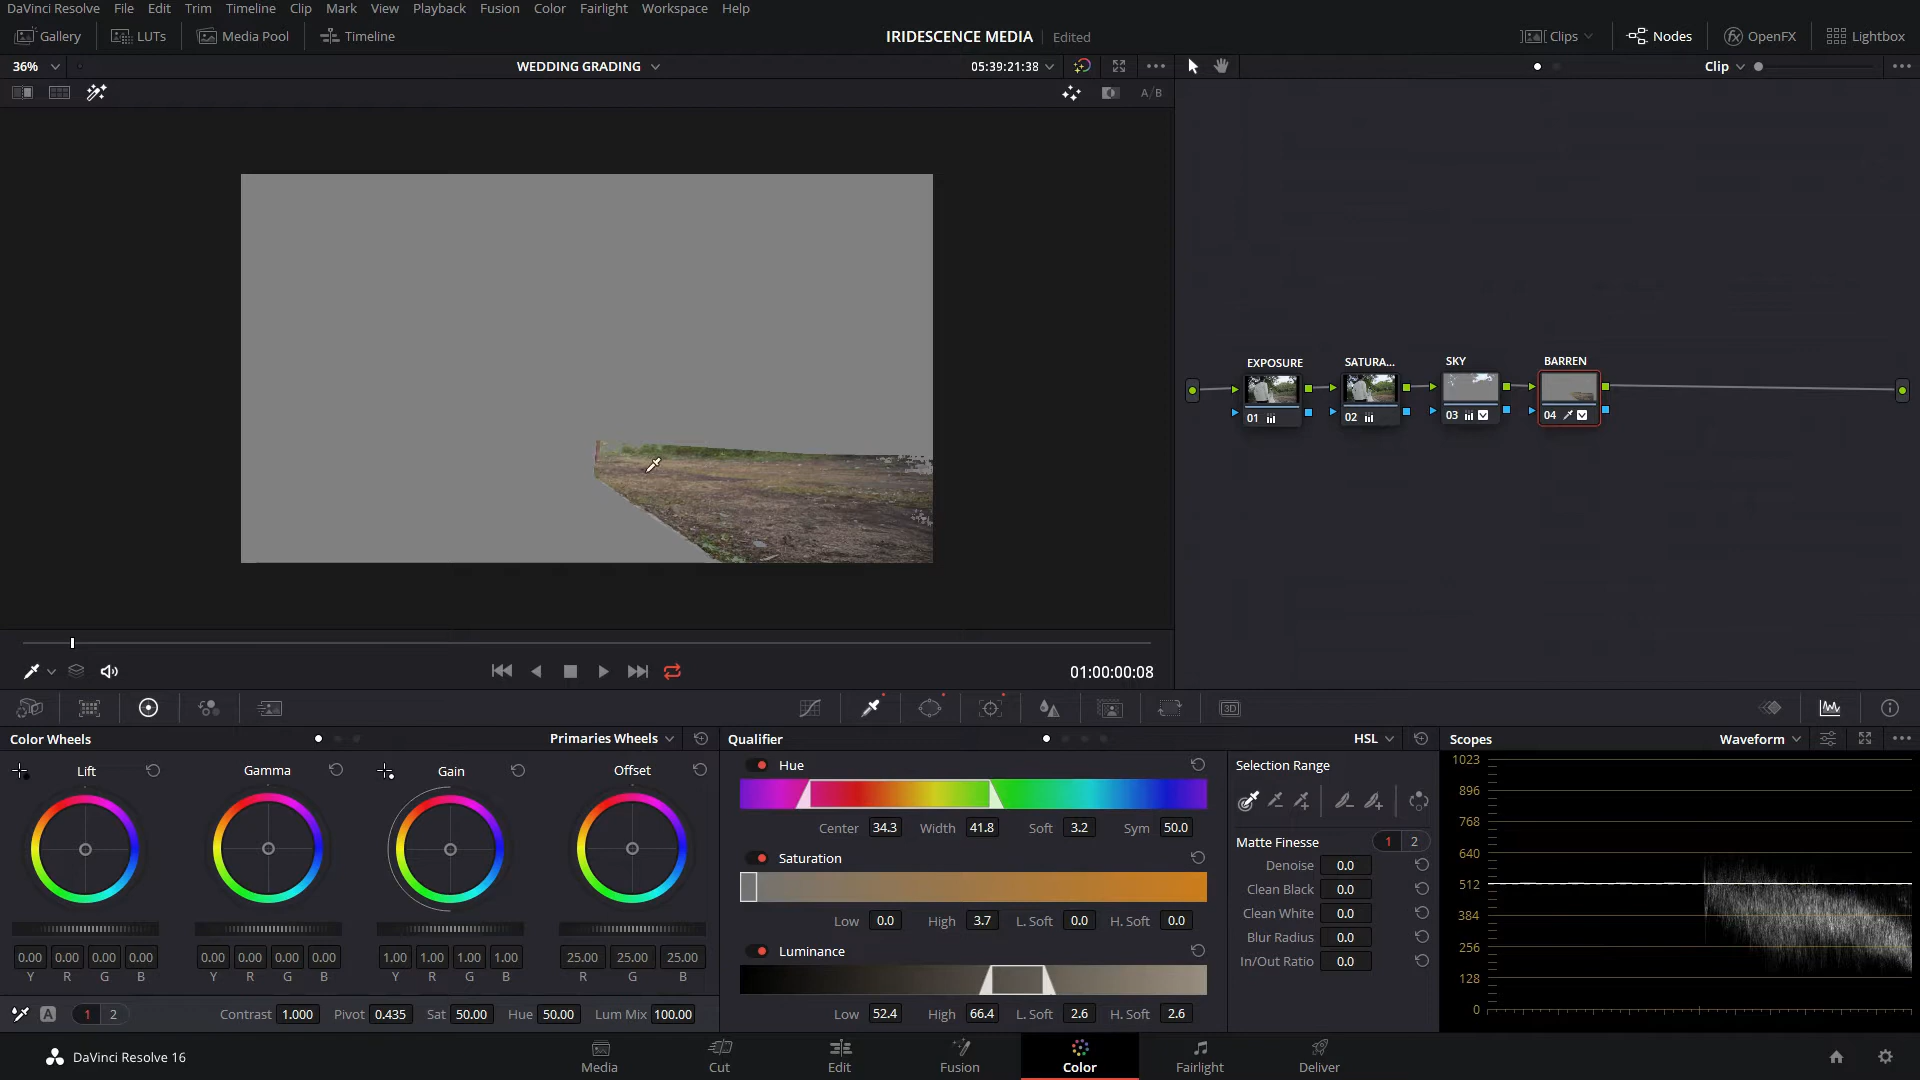 DaVinci Resolve File Edit Trim Timeline Clip Mark View Playback Fusion Color Fairlight Workspace Help
Gallery LUTs Media Pool Timeline IRIDESCENCE MEDIA Edited Clips Nodes OpenFX Lightbox
36% WEDDING GRADING 05:39:21:38 Clip
A/B
EXPOSURE SATURA... SKY BARREN
01 02 03 04
01:00:00:08
3D
Color Wheels Primaries Wheels Qualifier HSL Scopes Waveform
Lift Gamma Gain Offset Hue Selection Range
Center 34.3 Width 41.8 Soft 3.2 Sym 50.0
Matte Finesse 1 2
Saturation
Denoise 0.0
Clean Black 0.0
Clean White 0.0
Low 0.0 High 3.7 L. Soft 0.0 H. Soft 0.0
Blur Radius 0.0
Luminance
In/Out Ratio 0.0
0.00 0.00 0.00 0.00 0.00 0.00 0.00 0.00 1.00 1.00 1.00 1.00 25.00 25.00 25.00
Y R G B Y R G B Y R G B R G B
A 1 2 Contrast 1.000 Pivot 0.435 Sat 50.00 Hue 50.00 Lum Mix 100.00
Low 52.4 High 66.4 L. Soft 2.6 H. Soft 2.6
1023
896
768
640
512
384
256
128
0
DaVinci Resolve 16
Media Cut Edit Fusion Color Fairlight Deliver